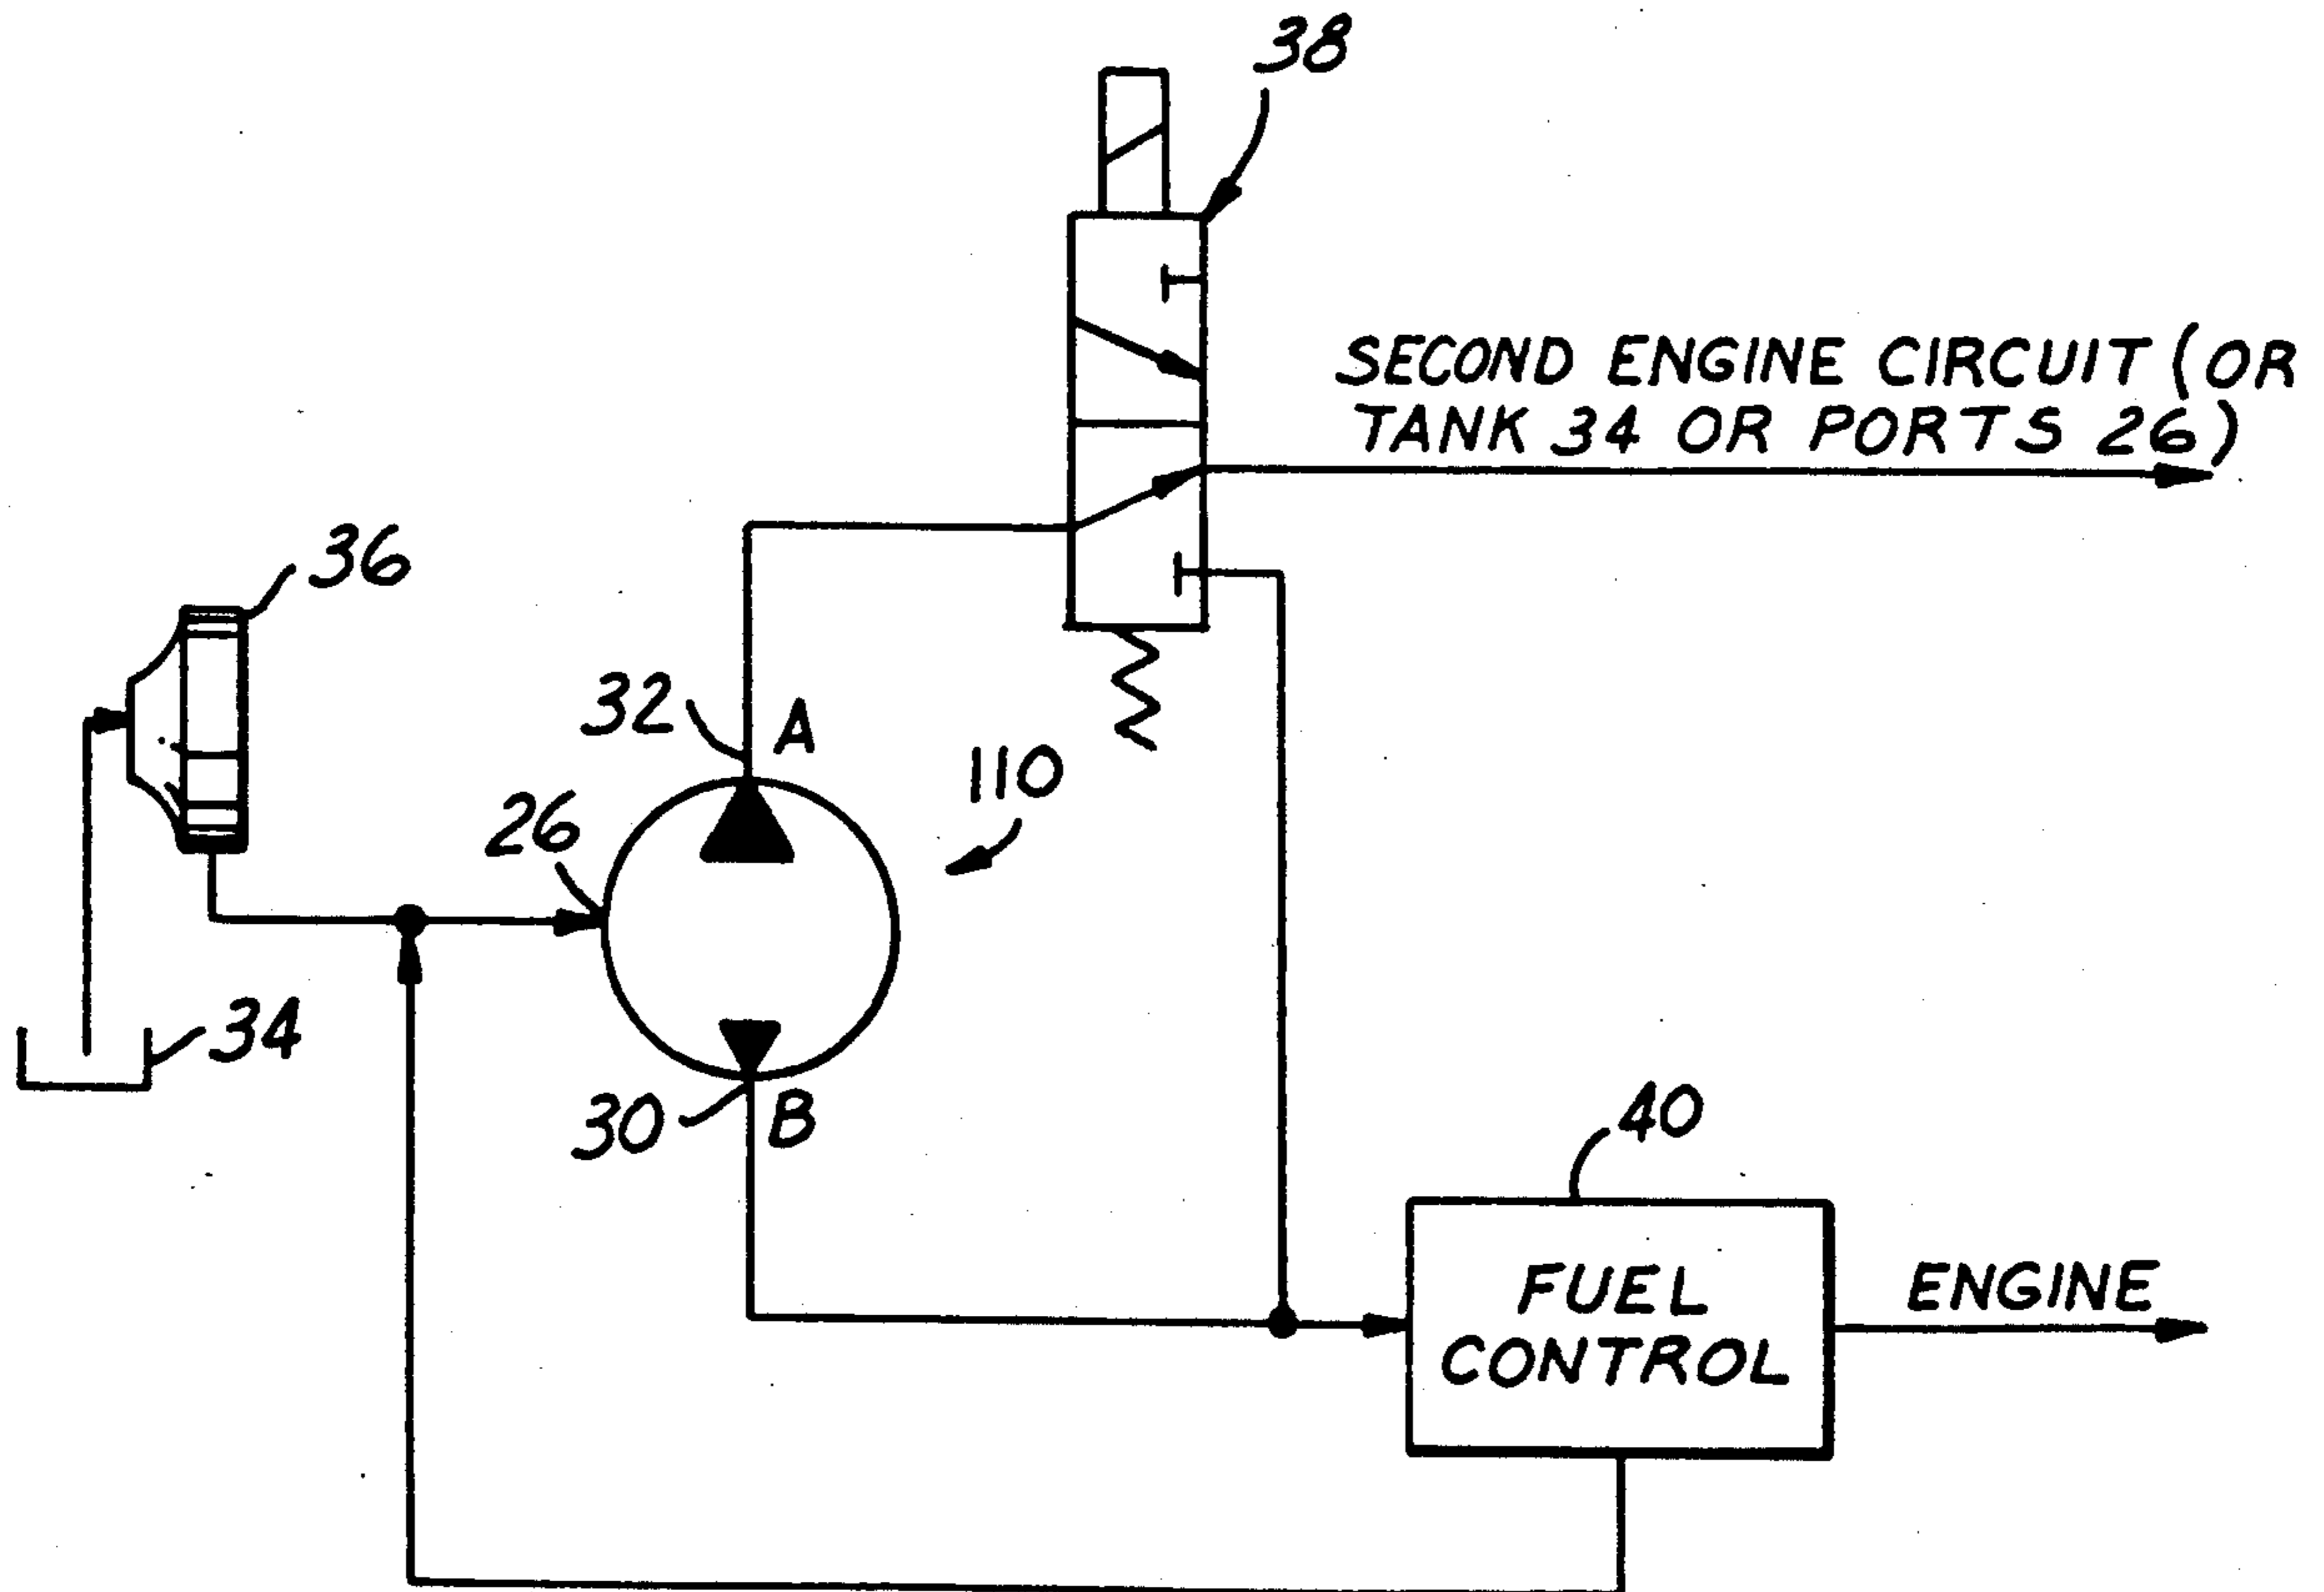 38
SECOND ENGINE CIRCUIT (OR
TANK 34 OR PORTS 26)
36
32
A
110
26
34
30
B
40
FUEL
CONTROL
ENGINE